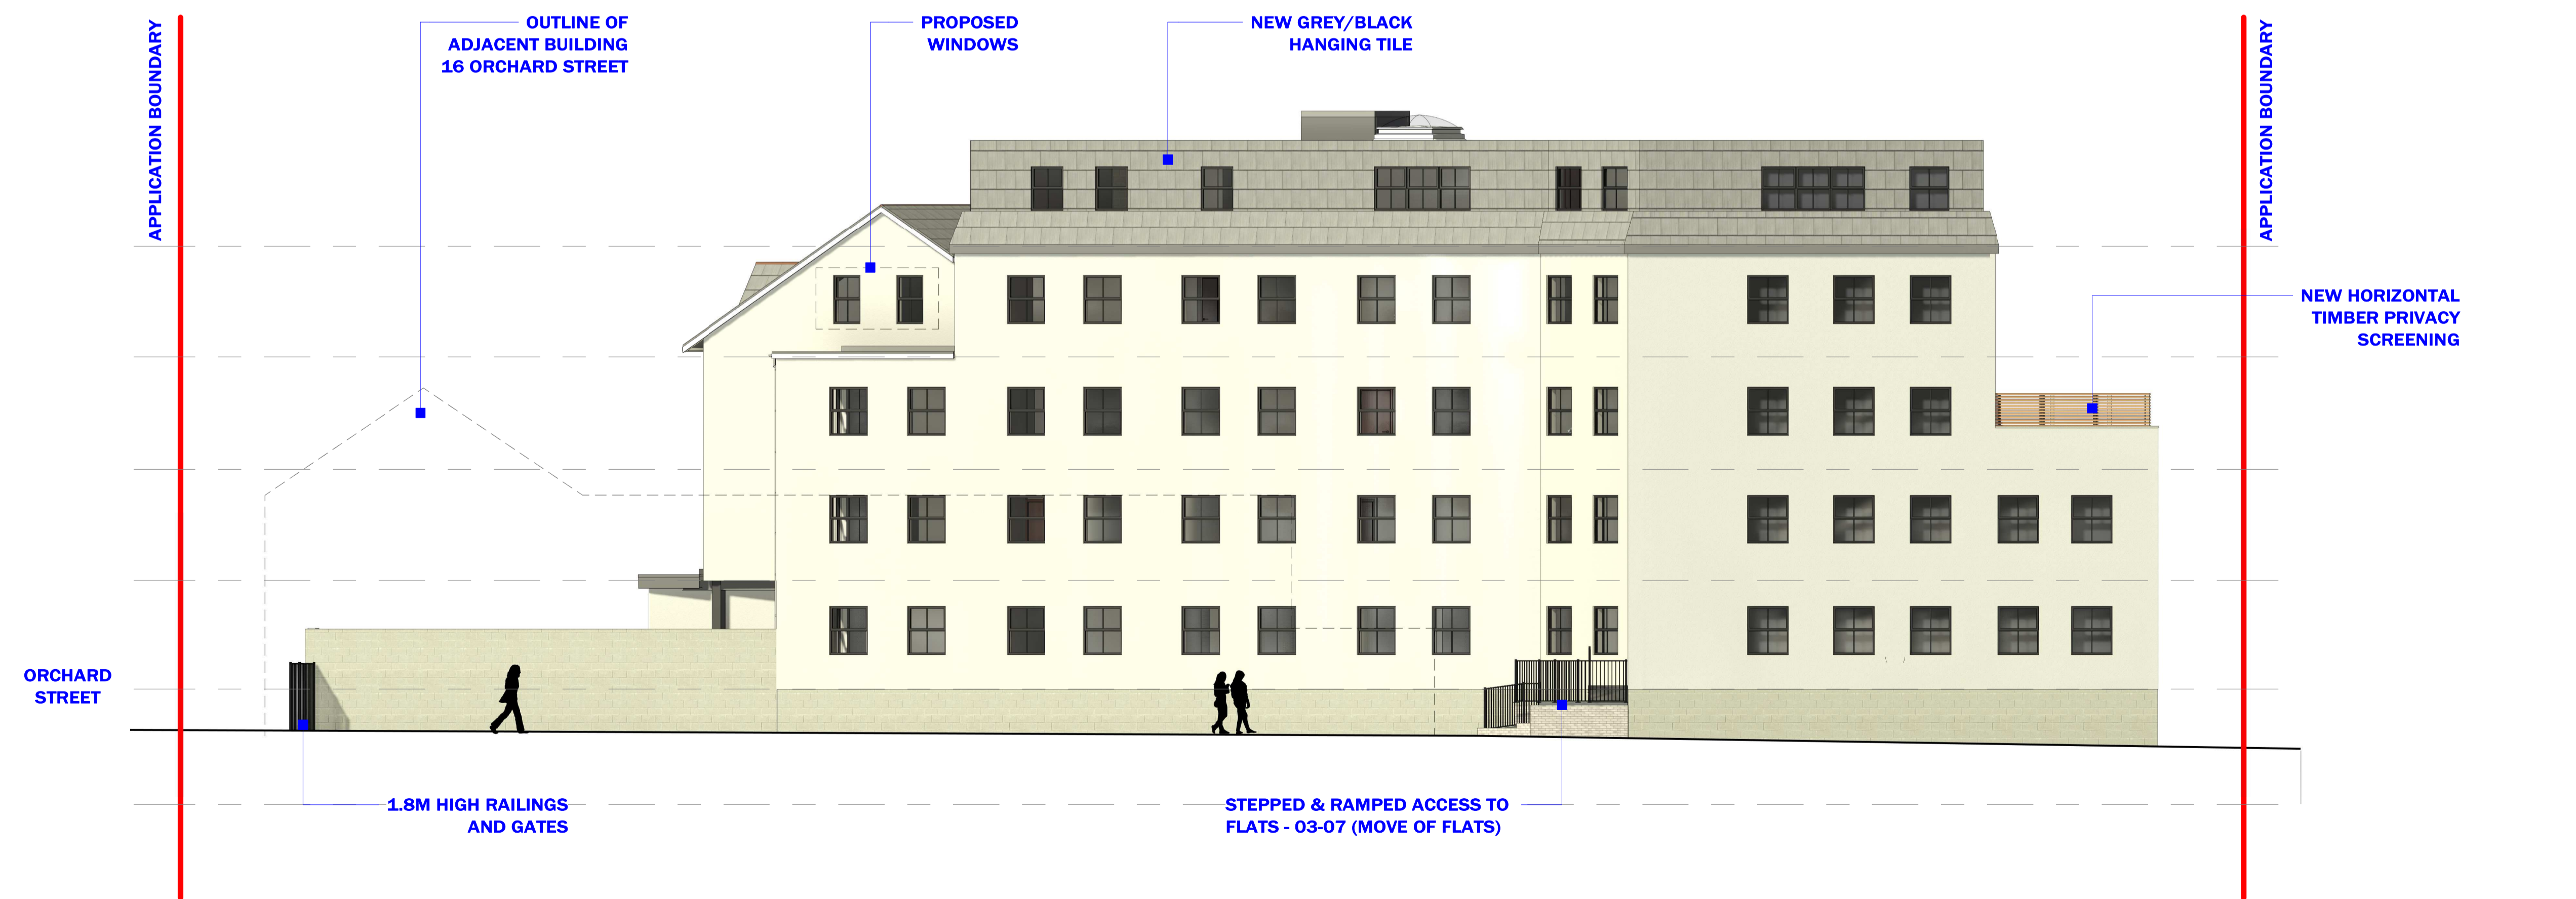 APPLICATION BOUNDARY
OUTLINE OF
ADJACENT BUILDING
16 ORCHARD STREET
PROPOSED
WINDOWS
NEW GREY/BLACK
HANGING TILE
APPLICATION BOUNDARY
NEW HORIZONTAL
TIMBER PRIVACY
SCREENING
ORCHARD
STREET
1.8M HIGH RAILINGS
AND GATES
STEPPED & RAMPED ACCESS TO
FLATS - 03-07 (MOVE OF FLATS)